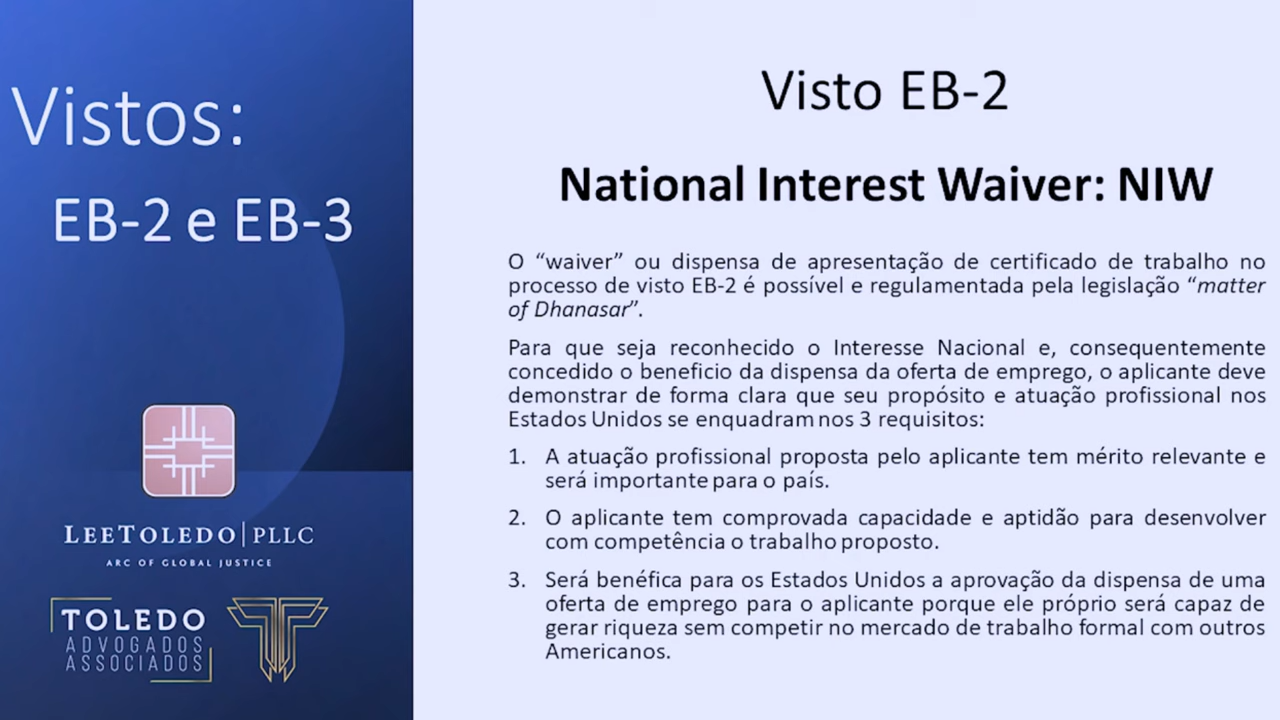 Vistos:
EB-2 e EB-3
LEETOLEDO|PLLC
ARC OF GLOBAL JUSTICE
TOLEDO
ADVOGADOS
ASSOCIADOS
Visto EB-2
National Interest Waiver: NIW
O “waiver” ou dispensa de apresentação de certificado de trabalho no
processo de visto EB-2 é possível e regulamentada pela legislação “matter
of Dhanasar”.
Para que seja reconhecido o Interesse Nacional e, consequentemente
concedido o beneficio da dispensa da oferta de emprego, o aplicante deve
demonstrar de forma clara que seu propósito e atuação profissional nos
Estados Unidos se enquadram nos 3 requisitos:
1. A atuação profissional proposta pelo aplicante tem mérito relevante e
será importante para o país.
2. O aplicante tem comprovada capacidade e aptidão para desenvolver
com competência o trabalho proposto.
3. Será benéfica para os Estados Unidos a aprovação da dispensa de uma
oferta de emprego para o aplicante porque ele próprio será capaz de
gerar riqueza sem competir no mercado de trabalho formal com outros
Americanos.